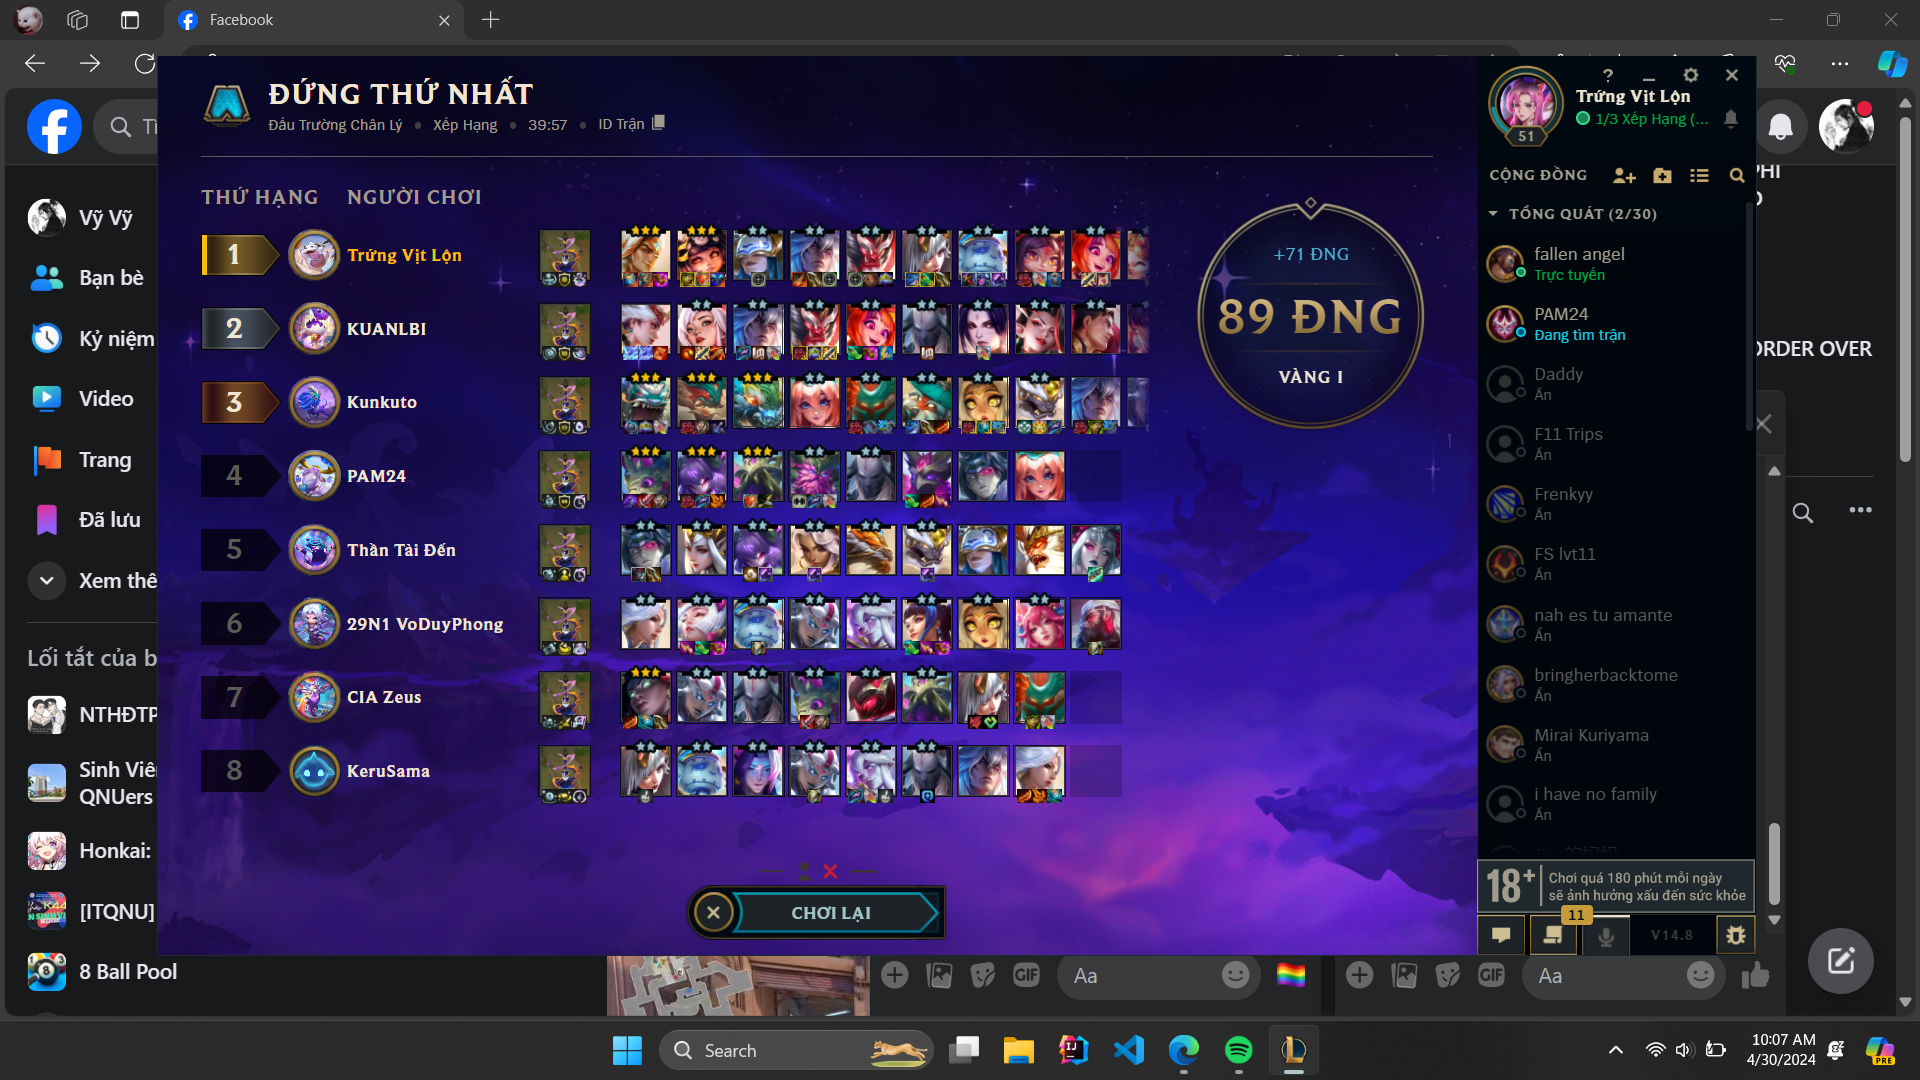 Facebook
ĐỨNG THỨ NHẤT
Đấu Trường Chân Lý • Xếp Hạng • 39:57 • ID Trận
THỨ HẠNG NGƯỜI CHƠI
1 Trứng Vịt Lộn
2 KUANLBI
3 Kunkuto
4 PAM24
5 Thần Tài Đến
6 29N1 VoDuyPhong
7 CIA Zeus
8 KeruSama
+71 ĐNG
89 ĐNG
VÀNG I
CHƠI LẠI
Trứng Vịt Lộn
51
1/3 Xếp Hạng (...
CỘNG ĐỒNG
TỔNG QUÁT (2/30)
fallen angel
Trực tuyến
PAM24
Đang tìm trận
Daddy
Ẩn
F11 Trips
Ẩn
Frenkyy
Ẩn
FS lvt11
Ẩn
nah es tu amante
Ẩn
bringherbacktome
Ẩn
Mirai Kuriyama
Ẩn
i have no family
Ẩn
18+
Chơi quá 180 phút mỗi ngày
sẽ ảnh hưởng xấu đến sức khỏe
11
V14.8
Vỹ Vỹ
Bạn bè
Kỷ niệm
Video
Trang
Đã lưu
Xem thê
Lối tắt của b
NTHĐTP
Sinh Viê
QNUers
Honkai:
[ITQNU]
8 Ball Pool
ORDER OVER
GIF
Aa
GIF
Aa
Search
10:07 AM
4/30/2024